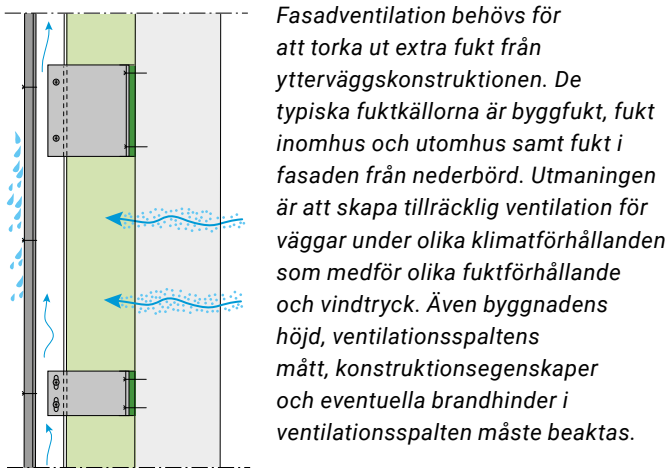 Fasadventilation behövs för
att torka ut extra fukt från
ytterväggskonstruktionen. De
typiska fuktkällorna är byggfukt, fukt
inomhus och utomhus samt fukt i
fasaden från nederbörd. Utmaningen
är att skapa tillräcklig ventilation för
väggar under olika klimatförhållanden
som medför olika fuktförhållande
och vindtryck. Även byggnadens
höjd, ventilationsspaltens
mått, konstruktionsegenskaper
och eventuella brandhinder i
ventilationsspalten måste beaktas.